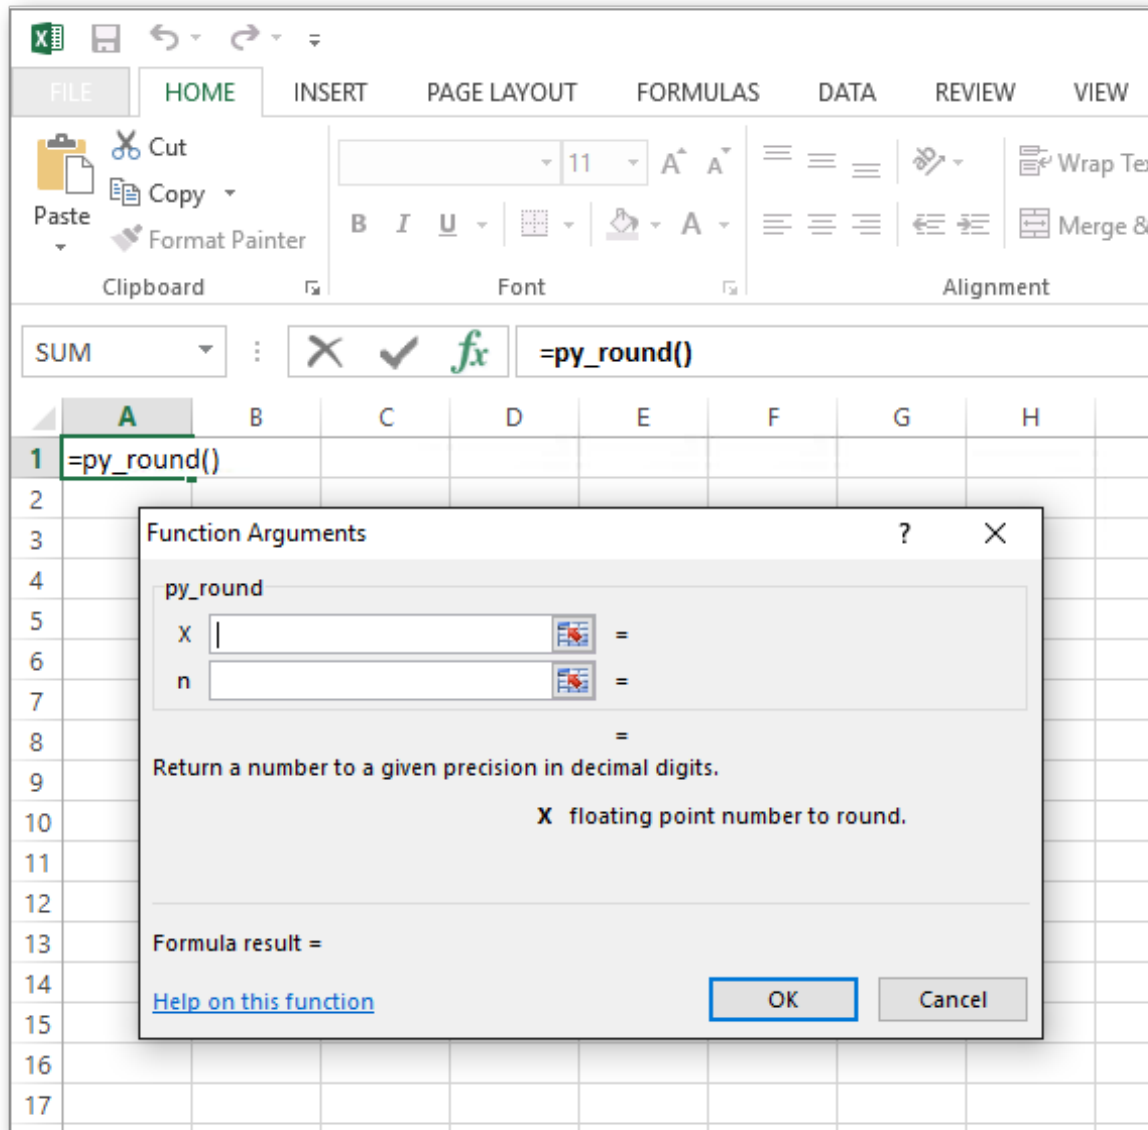 FILE HOME INSERT PAGE LAYOUT FORMULAS DATA REVIEW VIEW
Cut
Copy
Paste
Format Painter
11 A A
Wrap Te
B I U A
Merge &
Clipboard Font Alignment
SUM fx =py_round()
A B C D E F G H
1 =py_round()
2
3
4
5
6
7
8
9
10
11
12
13
14
15
16
17
Function Arguments ?
py_round
X =
n =
=
Return a number to a given precision in decimal digits.
X floating point number to round.
Formula result =
Help on this function OK Cancel